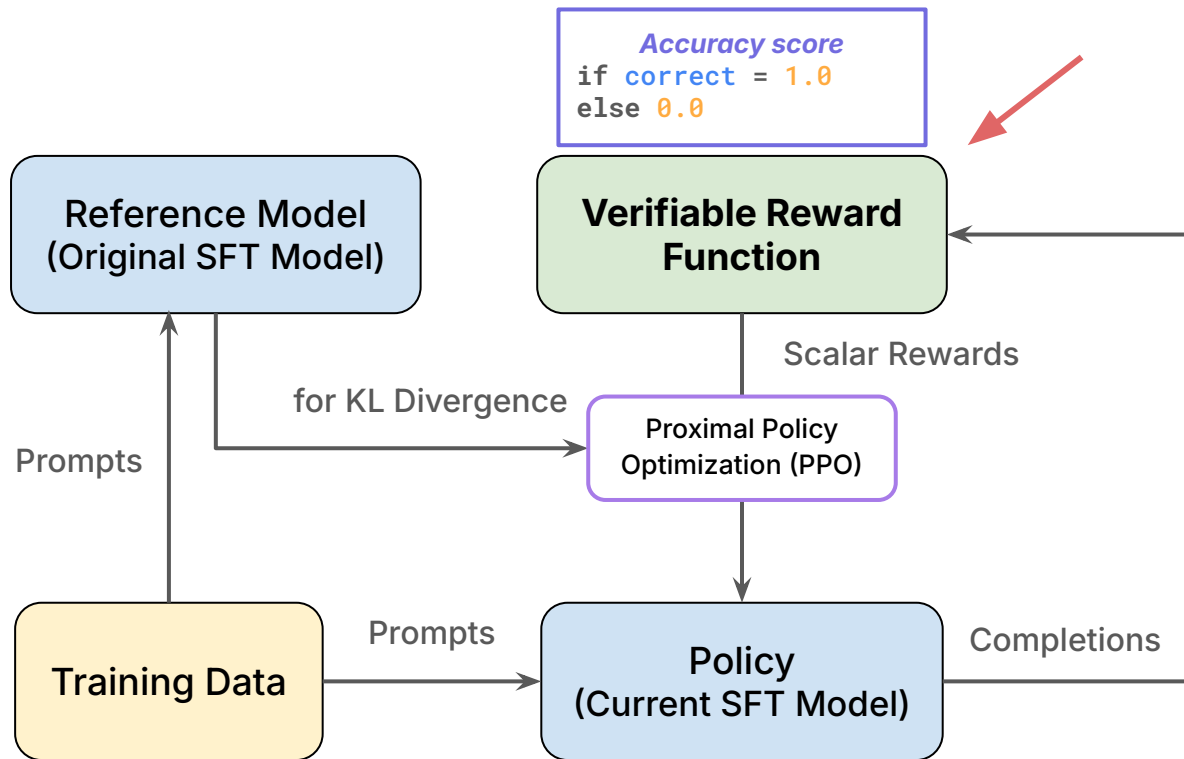 Accuracy score
if correct = 1.0
else 0.0
Reference Model
(Original SFT Model)
Verifiable Reward
Function
Scalar Rewards
for KL Divergence
Proximal Policy
Optimization (PPO)
Prompts
Training Data
Prompts
Policy
(Current SFT Model)
Completions